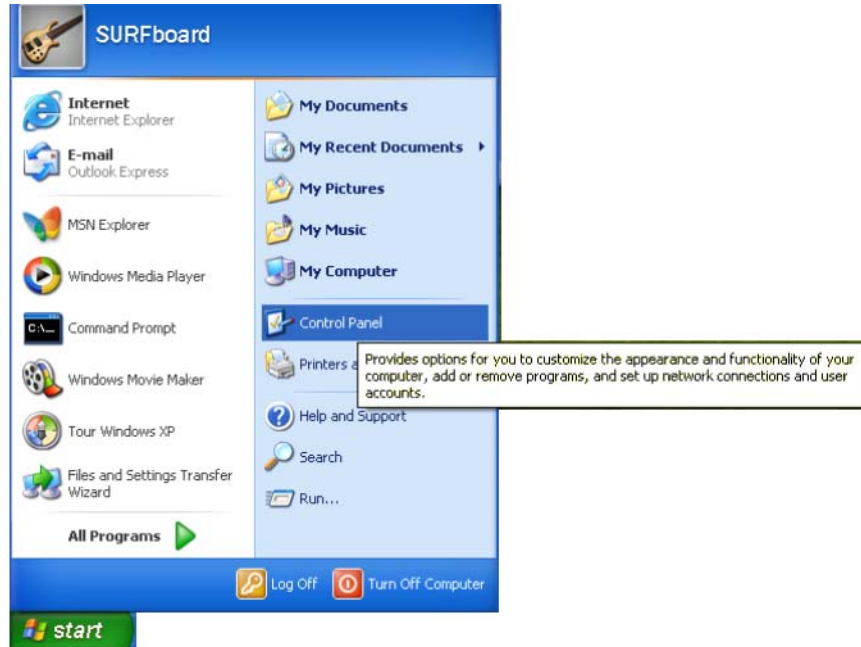 SURFboard
Internet
Internet Explorer
E-mail
Outlook Express
MSN Explorer
Windows Media Player
C:\_
Command Prompt
Windows Movie Maker
Tour Windows XP
Files and Settings Transfer
Wizard
All Programs
My Documents
My Recent Documents
My Pictures
My Music
My Computer
Control Panel
Printers a
Provides options for you to customize the appearance and functionality of your
computer, add or remove programs, and set up network connections and user
accounts.
Help and Support
Search
Run...
Log Off
Turn Off Computer
start